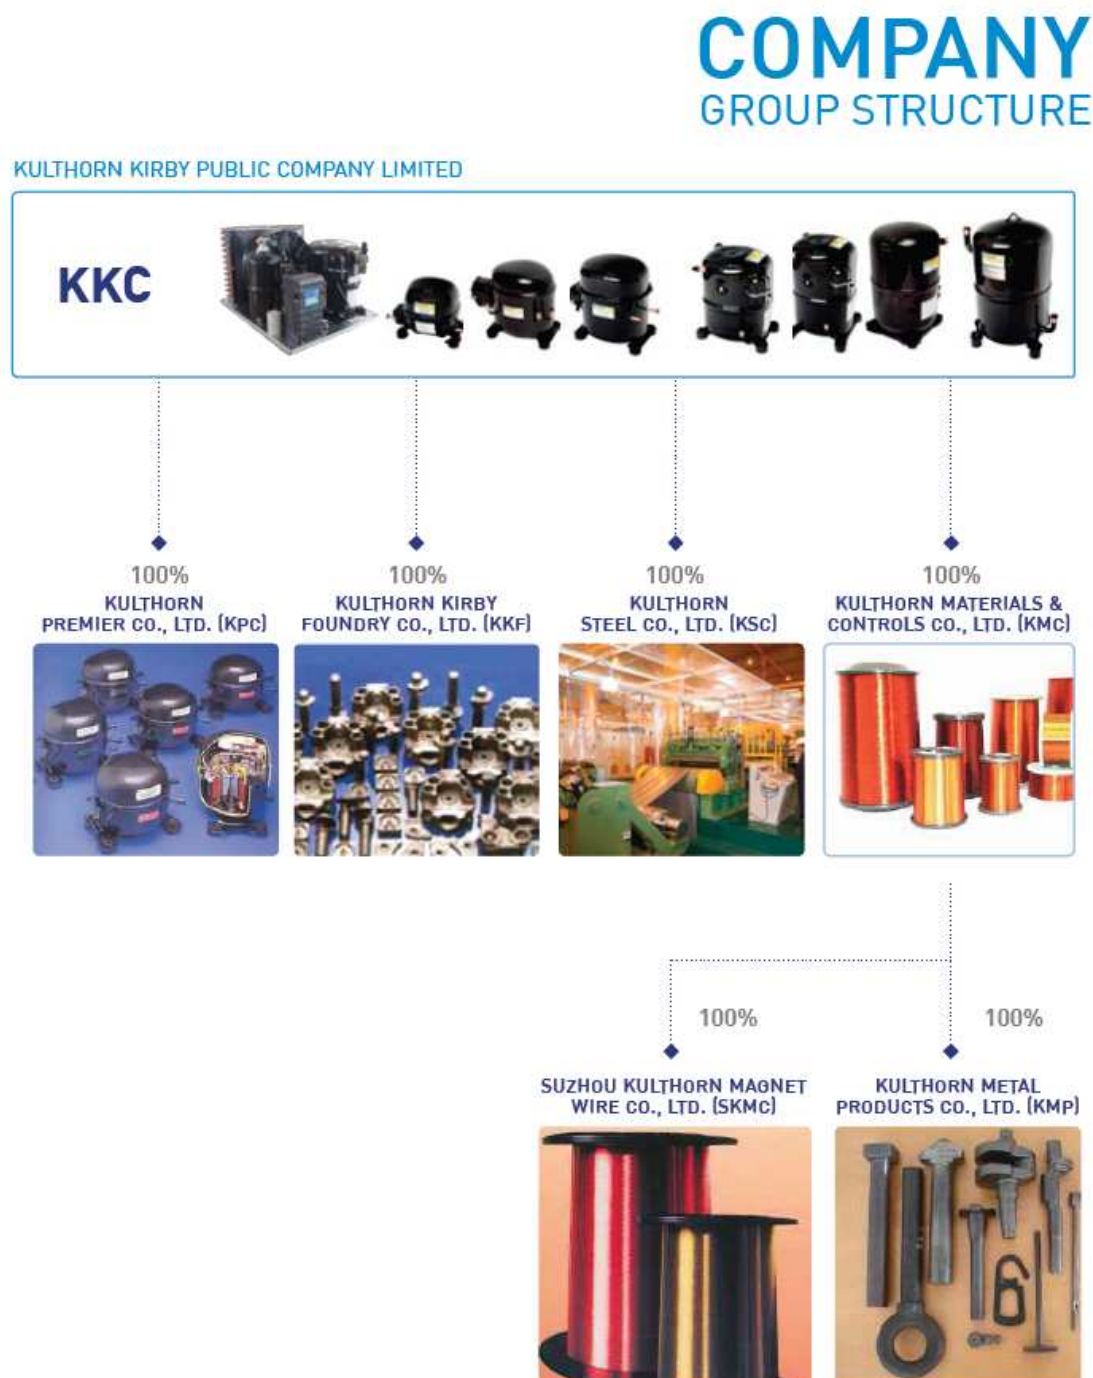 COMPANY
GROUP STRUCTURE
KULTHORN KIRBY PUBLIC COMPANY LIMITED
KKC
100%
KULTHORN
PREMIER CO., LTD. (KPC)
100%
KULTHORN KIRBY
FOUNDRY CO., LTD. (KKF)
100%
KULTHORN
STEEL CO., LTD. (KSC)
100%
KULTHORN MATERIALS &
CONTROLS CO., LTD. (KMC)
100%
SUZHOU KULTHORN MAGNET
WIRE CO., LTD. (SKMC)
100%
KULTHORN METAL
PRODUCTS CO., LTD. (KMP)